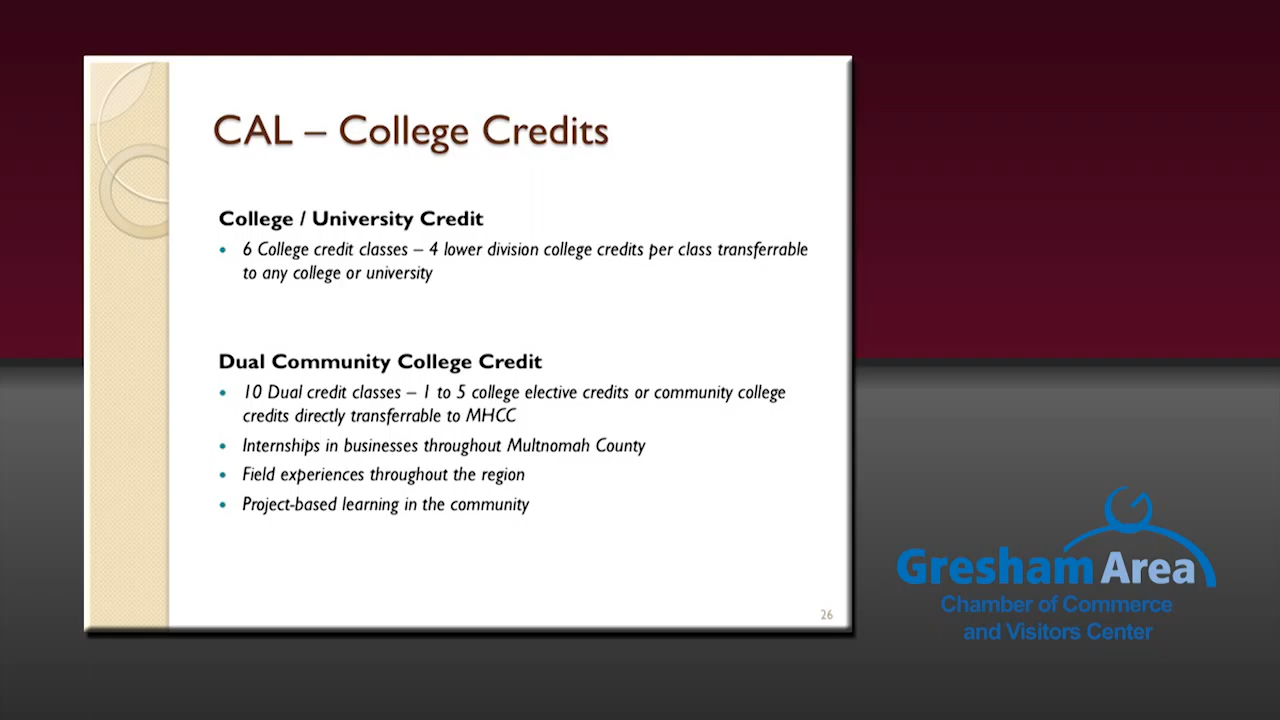 CAL – College Credits
College / University Credit
• 6 College credit classes – 4 lower division college credits per class transferrable
to any college or university
Dual Community College Credit
• 10 Dual credit classes – 1 to 5 college elective credits or community college
credits directly transferrable to MHCC
• Internships in businesses throughout Multnomah County
• Field experiences throughout the region
• Project-based learning in the community
26
Gresham Area
Chamber of Commerce
and Visitors Center